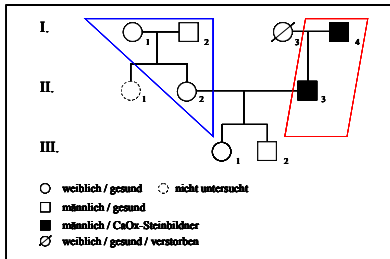 I.
1 2 3 4
II.
1 2 3
III.
1 2
weiblich / gesund nicht untersucht
männlich / gesund
männlich / CaOx-Steinbildner
weiblich / gesund / verstorben